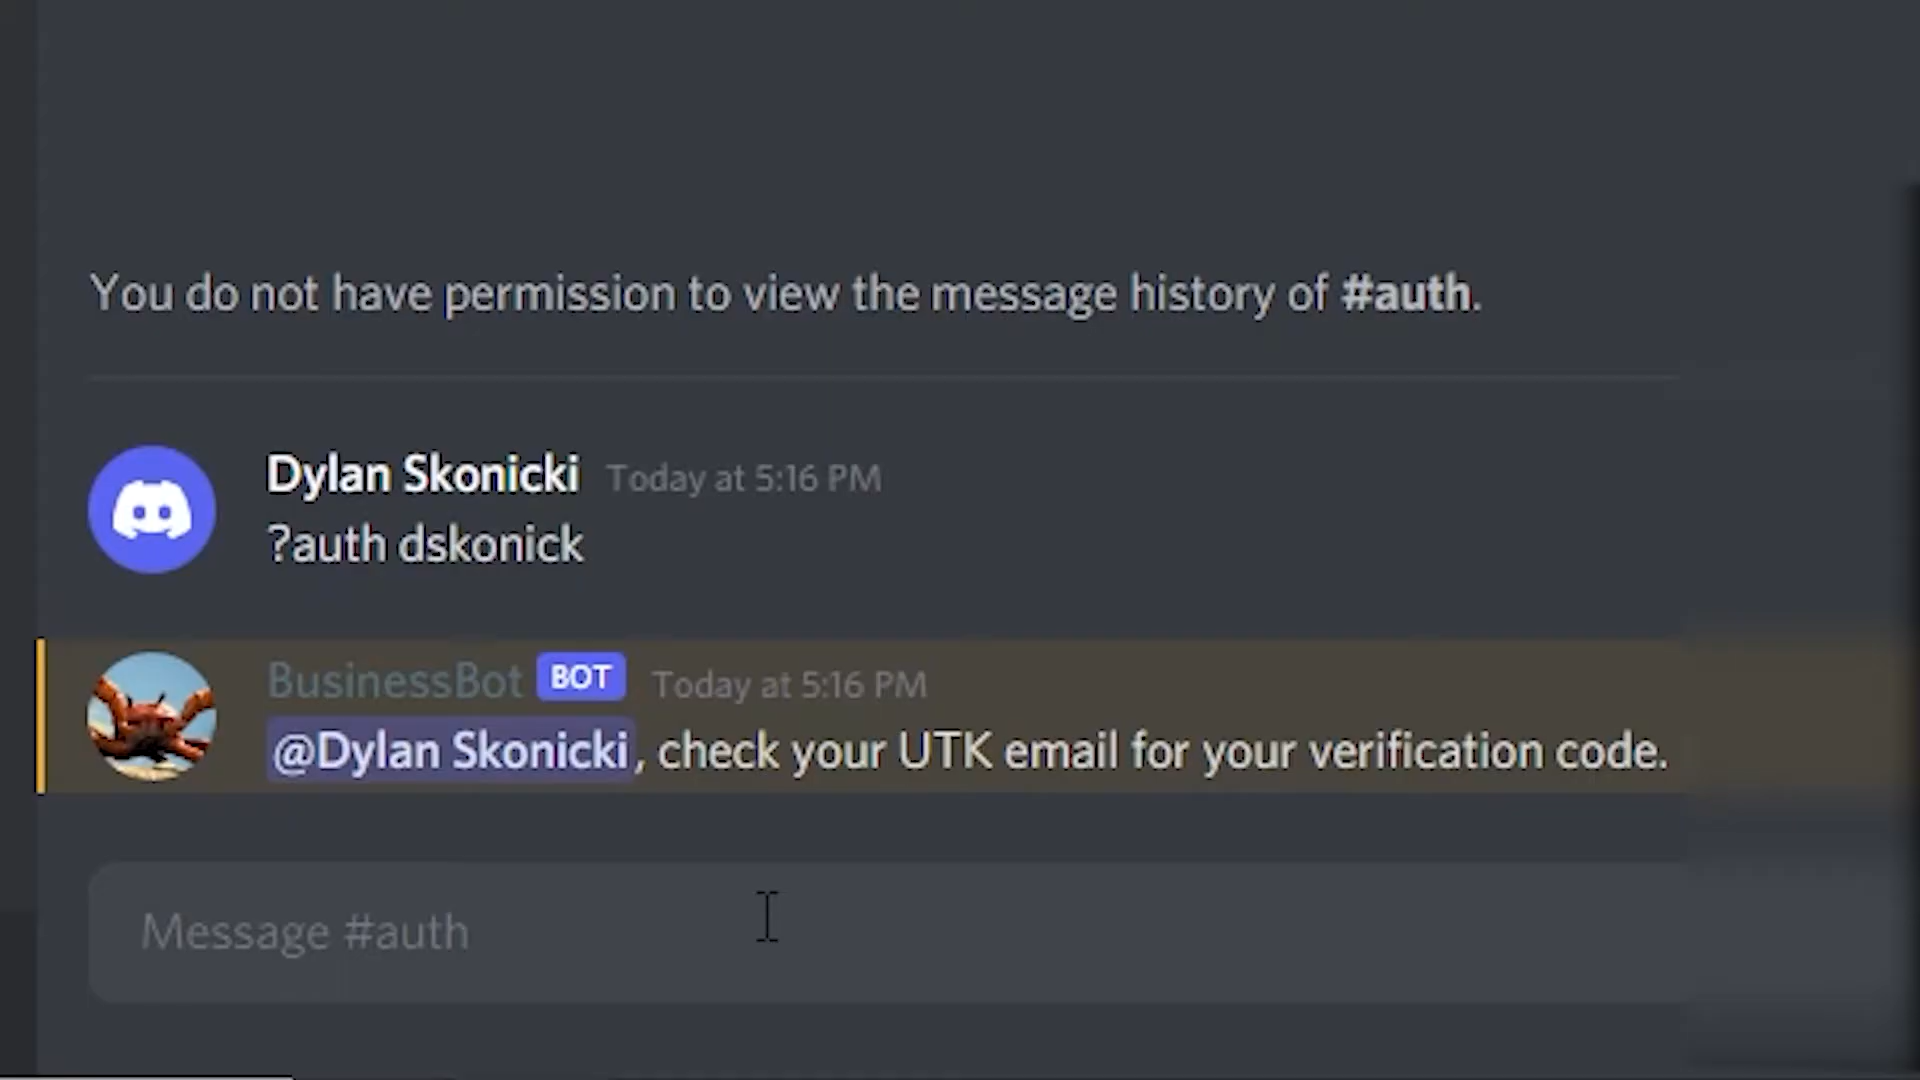 You do not have permission to view the message history of #auth.
Dylan Skonicki Today at 5:16 PM
?auth dskonick
BusinessBot BOT Today at 5:16 PM
@Dylan Skonicki, check your UTK email for your verification code.
Message #auth